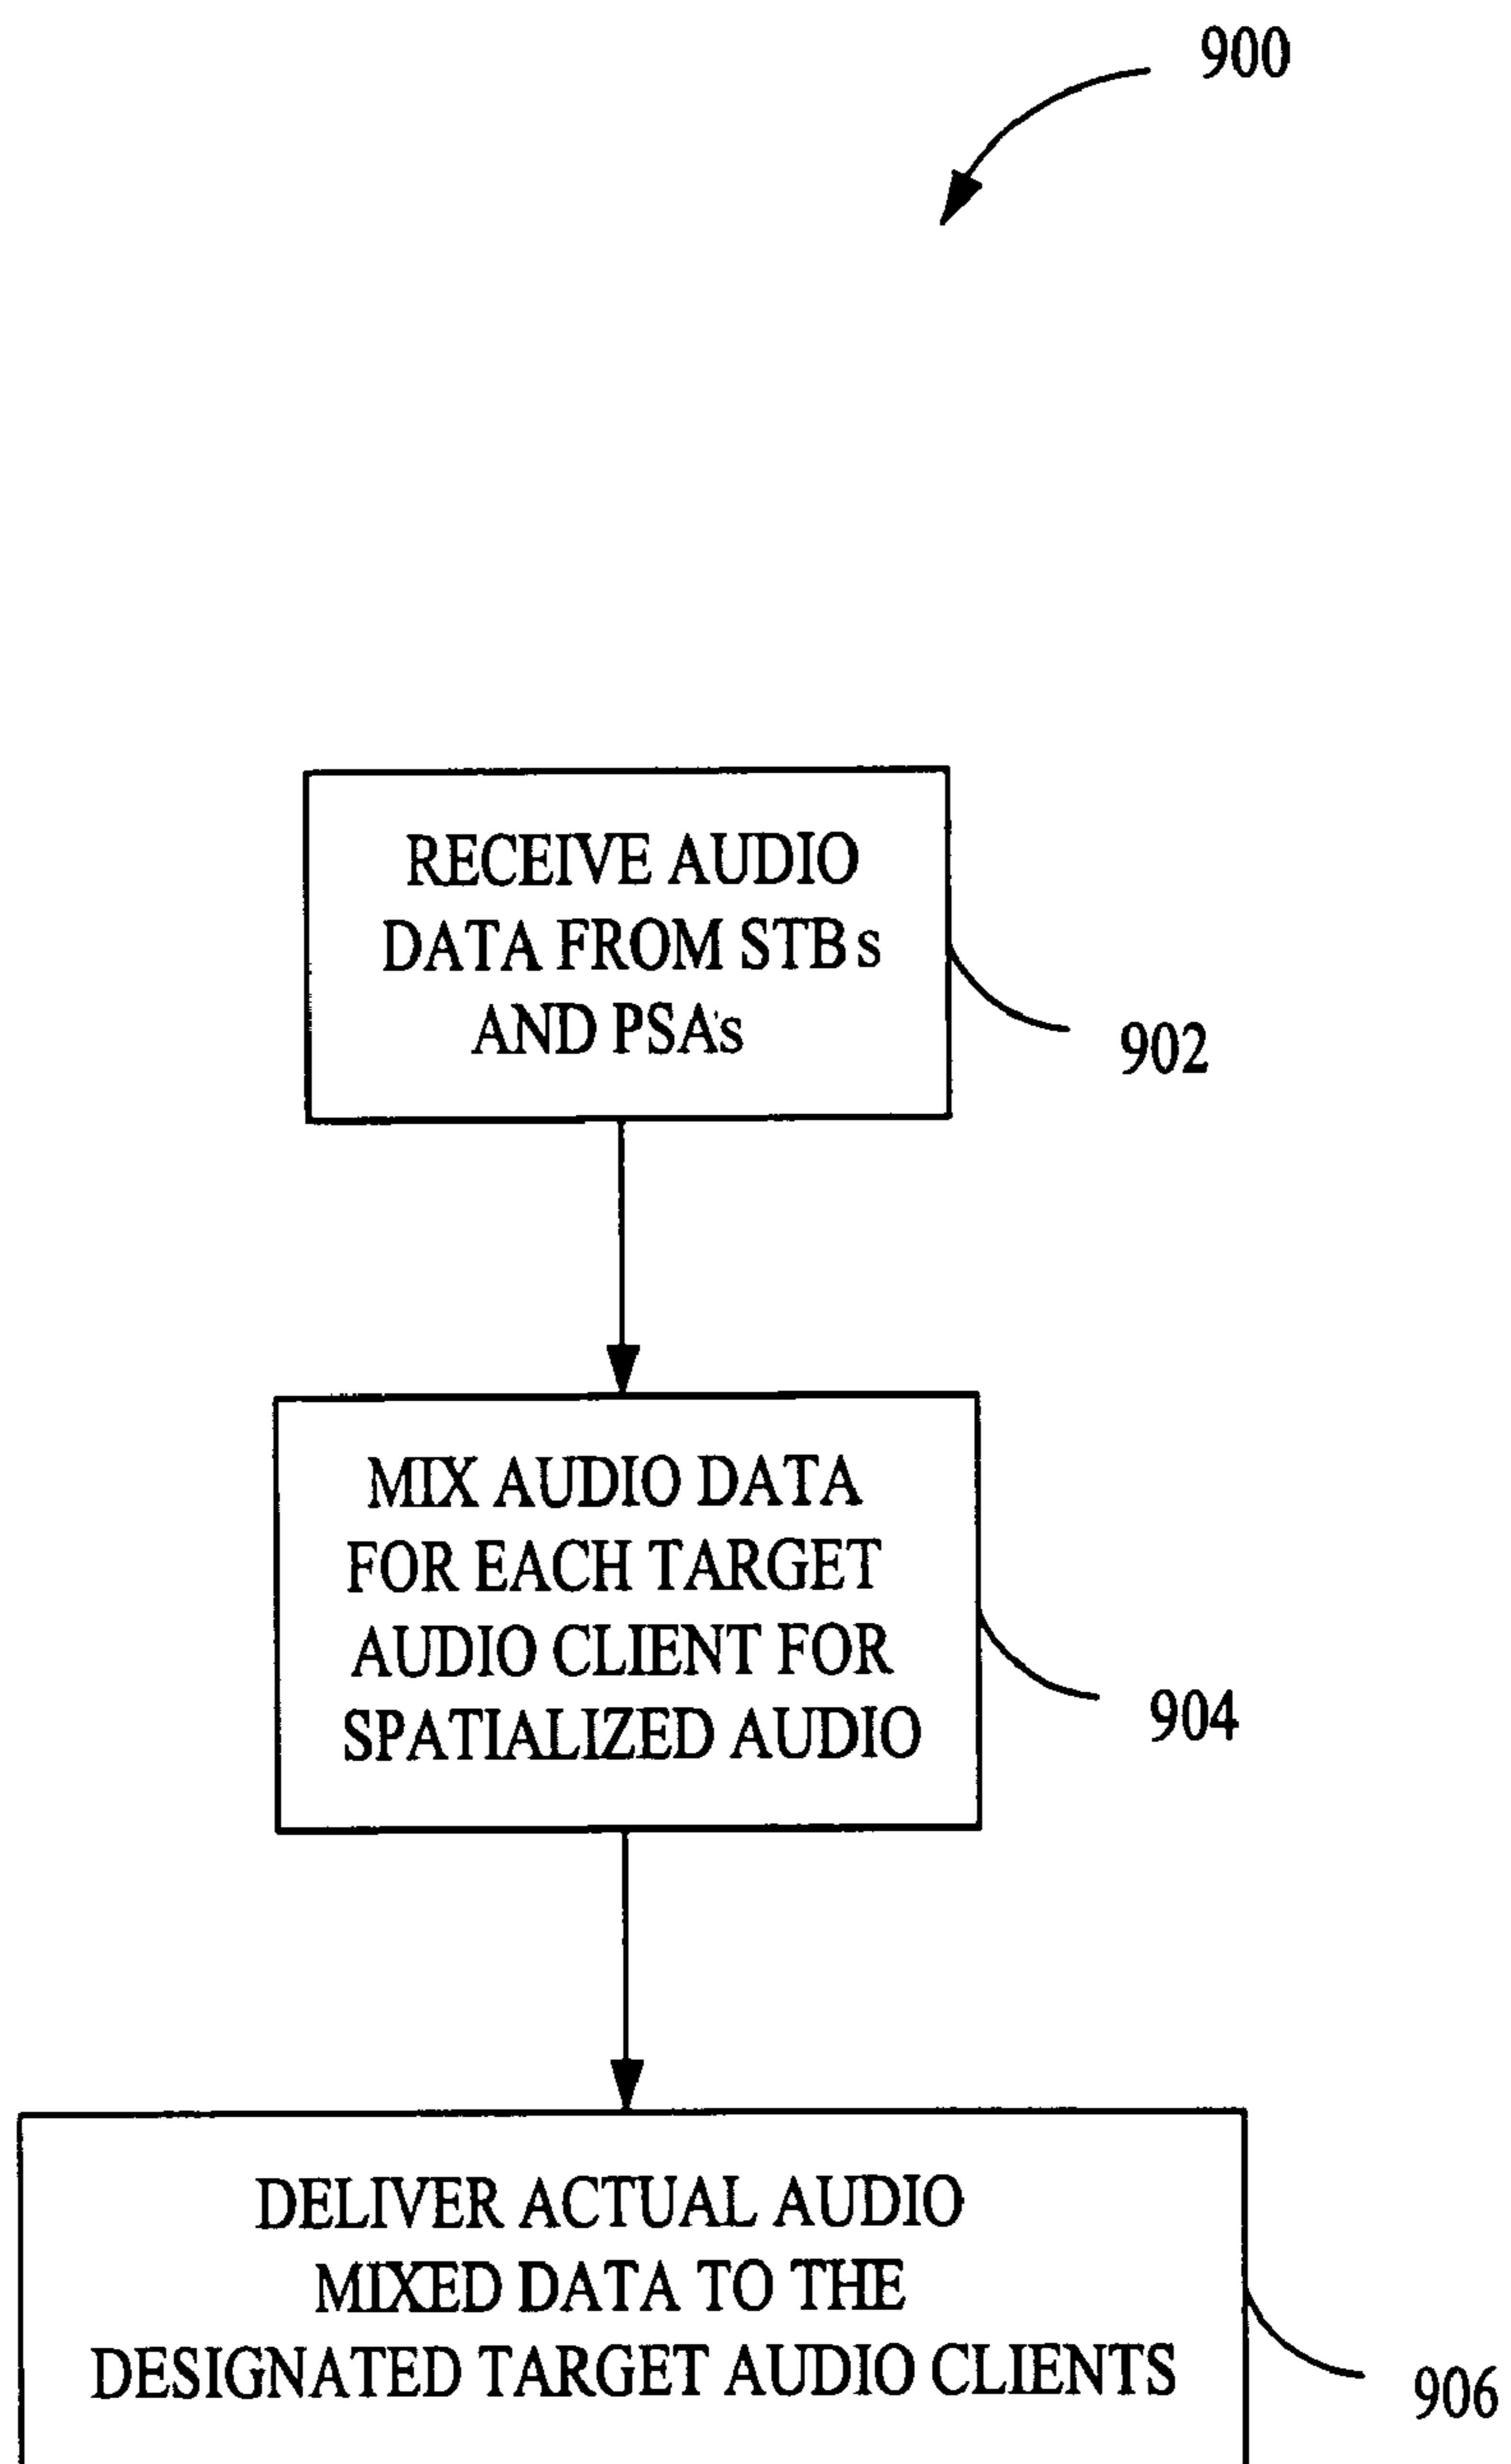 900
RECEIVE AUDIO
DATA FROM STBs
AND PSA's
902
MIX AUDIO DATA
FOR EACH TARGET
AUDIO CLIENT FOR
SPATIALIZED AUDIO
904
DELIVER ACTUAL AUDIO
MIXED DATA TO THE
DESIGNATED TARGET AUDIO CLIENTS
906